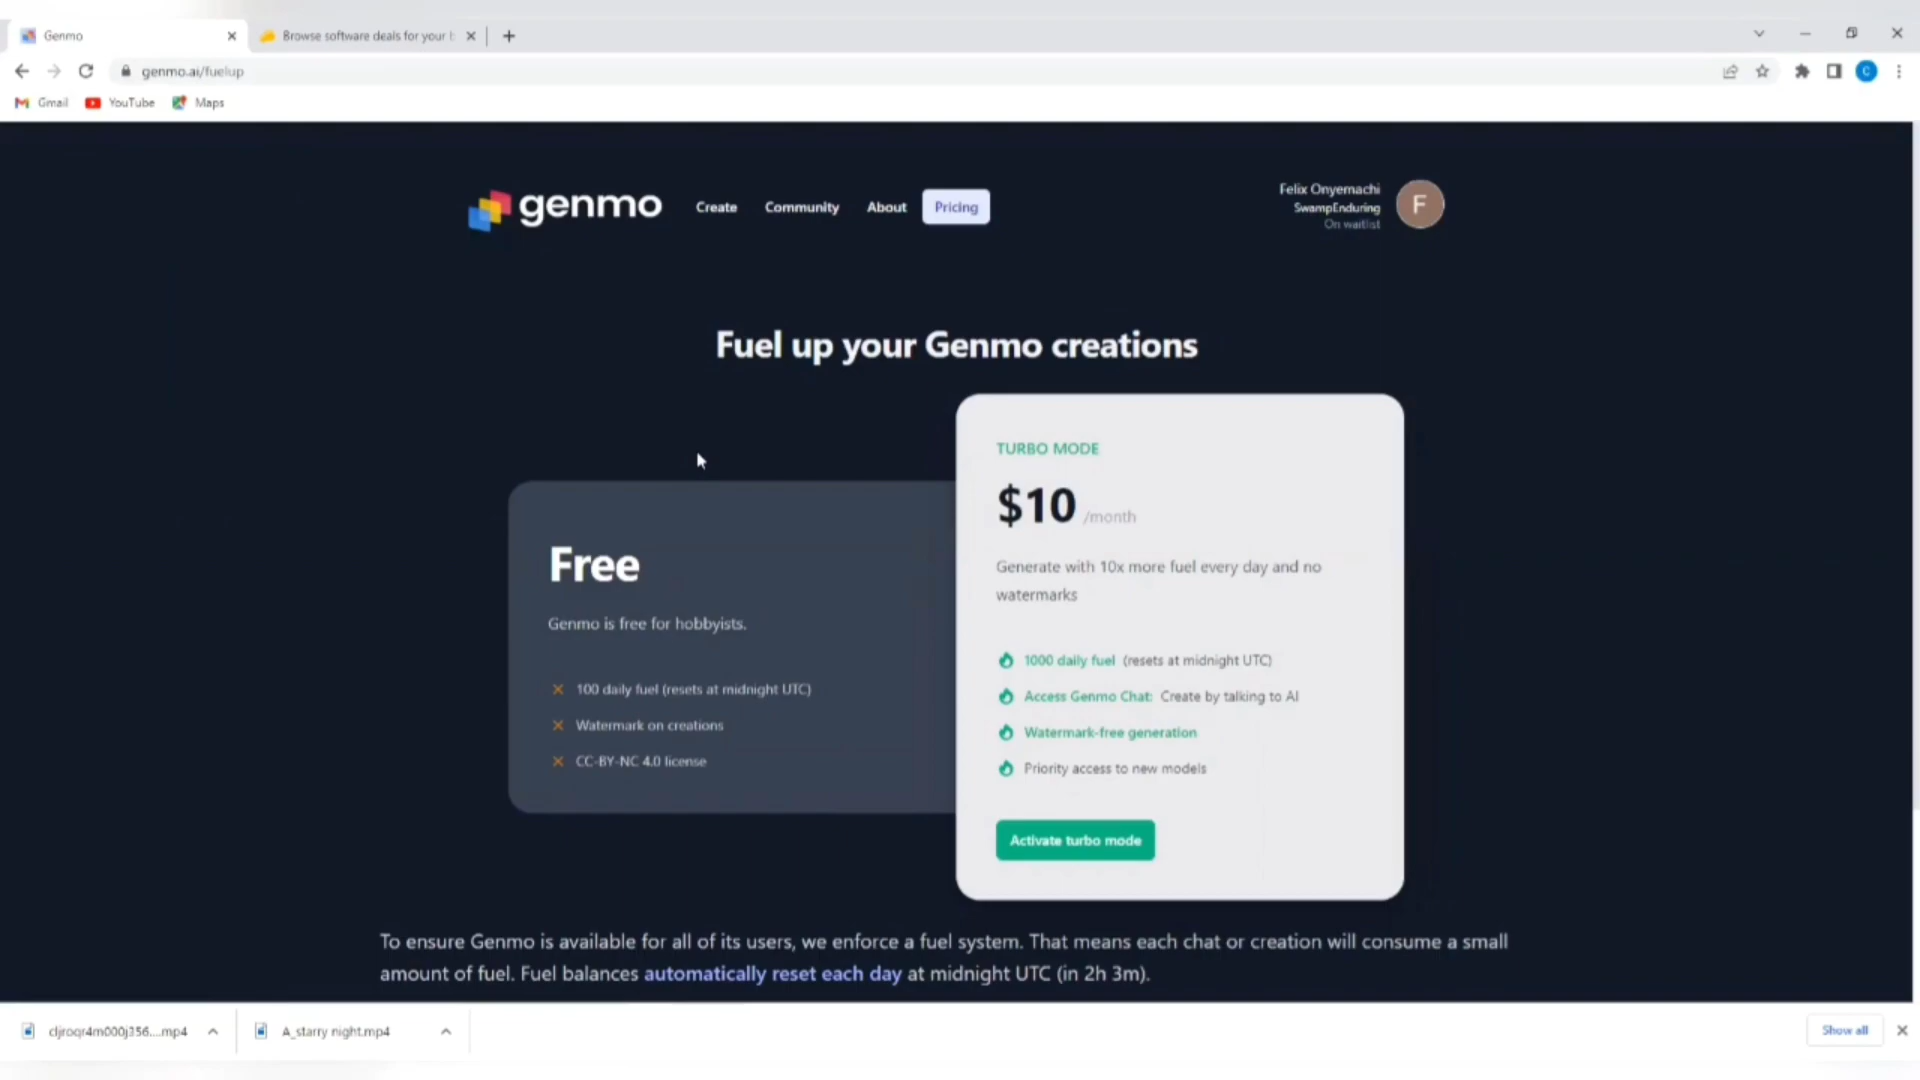 Genmo
Browse software deals for your b
genmo.ai/fuelup
C
Gmail
YouTube
Maps
genmo
Create
Community
About
Pricing
Felix Onyemachi
SwampEnduring
On waitlist
F
Fuel up your Genmo creations
Free
Genmo is free for hobbyists.
100 daily fuel (resets at midnight UTC)
Watermark on creations
CC-BY-NC 4.0 license
TURBO MODE
$10 /month
Generate with 10x more fuel every day and no
watermarks
1000 daily fuel (resets at midnight UTC)
Access Genmo Chat: Create by talking to AI
Watermark-free generation
Priority access to new models
Activate turbo mode
To ensure Genmo is available for all of its users, we enforce a fuel system. That means each chat or creation will consume a small
amount of fuel. Fuel balances automatically reset each day at midnight UTC (in 2h 3m).
cljroqr4m000j356....mp4
A_starry night.mp4
Show all